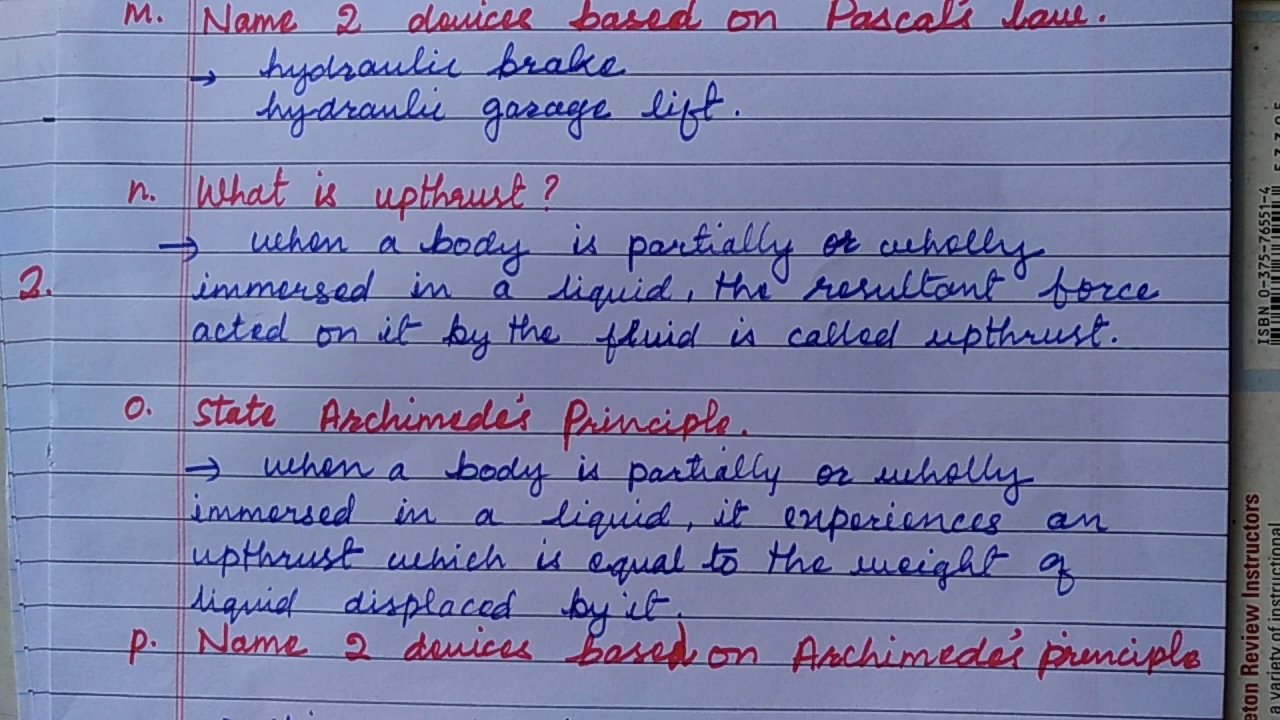 m. Name 2 devices based on Pascal's law.
→ hydraulic brake
hydraulic garage lift.
n. What is upthrust?
→ when a body is partially or wholly
2. immersed in a liquid, the resultant force
acted on it by the fluid is called upthrust.
o. State Archimede's Principle.
→ when a body is partially or wholly
immersed in a liquid, it experiences an
upthrust which is equal to the weight of
liquid displaced by it.
p. Name 2 devices based on Archimede's principle
ISBN 0-375-76551-4
eton Review Instructors
a variety of instructional